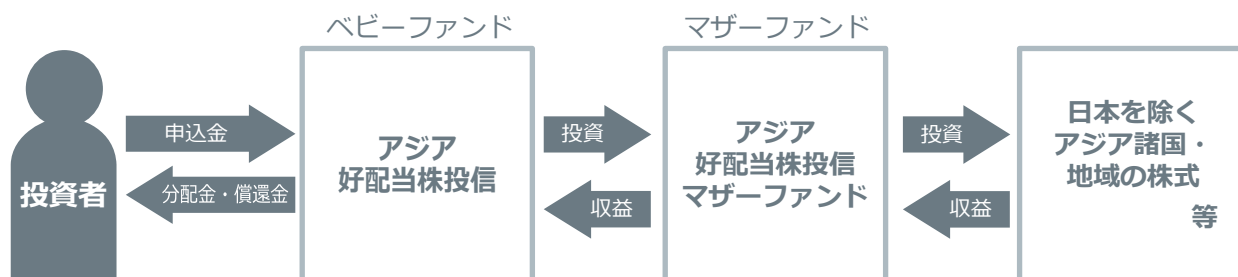 ベビーファンド
マザーファンド
投資者
申込金
分配金・償還金
アジア
好配当株投信
投資
収益
アジア
好配当株投信
マザーファンド
投資
収益
日本を除く
アジア諸国・
地域の株式
等